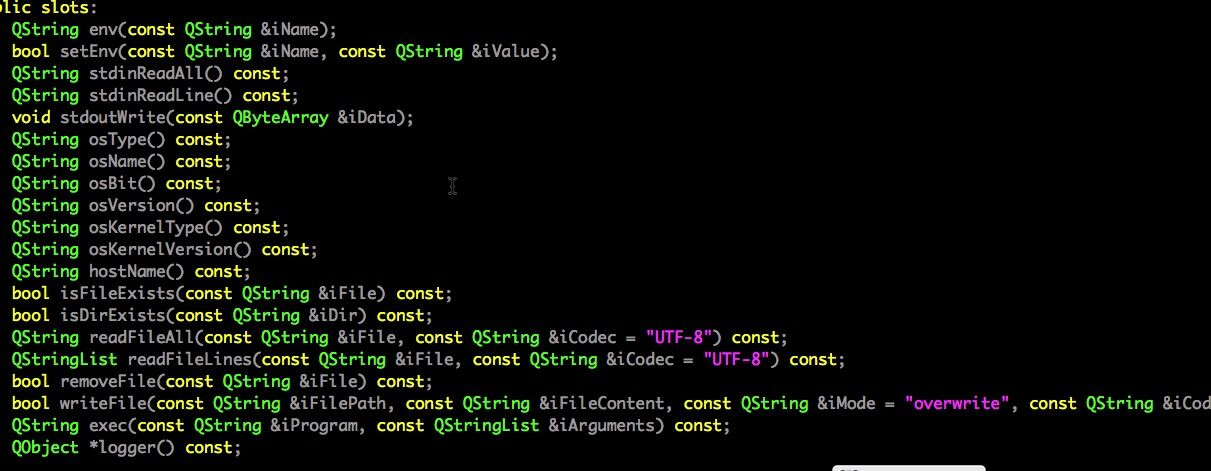 blic slots:
QString env(const QString &iName);
bool setEnv(const QString &iName, const QString &iValue);
QString stdinReadAll() const;
QString stdinReadLine() const;
void stdoutWrite(const QByteArray &iData);
QString osType() const;
QString osName() const;
QString osBit() const;
QString osVersion() const;
QString osKernelType() const;
QString osKernelVersion() const;
QString hostName() const;
bool isFileExists(const QString &iFile) const;
bool isDirExists(const QString &iDir) const;
QString readFileAll(const QString &iFile, const QString &iCodec = "UTF-8") const;
QStringList readFileLines(const QString &iFile, const QString &iCodec = "UTF-8") const;
bool removeFile(const QString &iFile) const;
bool writeFile(const QString &iFilePath, const QString &iFileContent, const QString &iMode = "overwrite", const QString &iCod
QString exec(const QString &iProgram, const QStringList &iArguments) const;
QObject *logger() const;